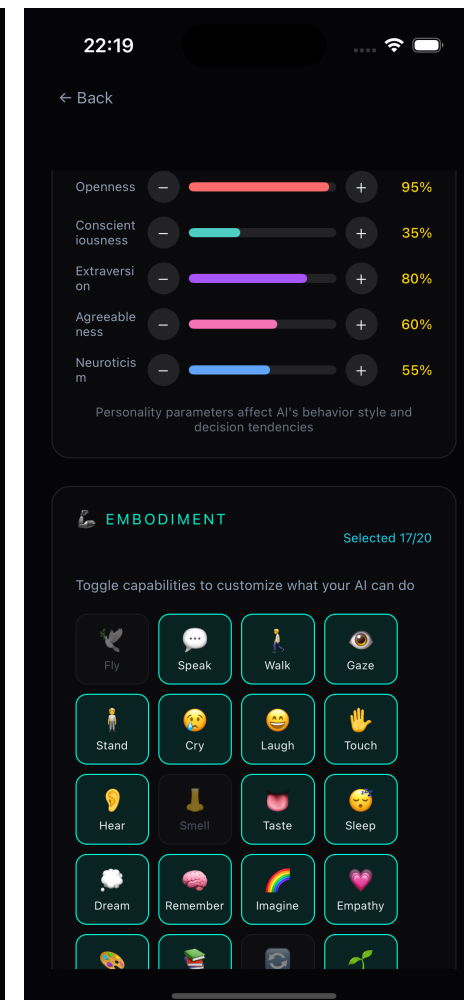 22:19
← Back
Openness
−
+
95%
Conscient
iousness
−
+
35%
Extraversi
on
−
+
80%
Agreeable
ness
−
+
60%
Neuroticis
m
−
+
55%
Personality parameters affect AI's behavior style and
decision tendencies
EMBODIMENT
Selected 17/20
Toggle capabilities to customize what your AI can do
Fly
Speak
Walk
Gaze
Stand
Cry
Laugh
Touch
Hear
Smell
Taste
Sleep
Dream
Remember
Imagine
Empathy